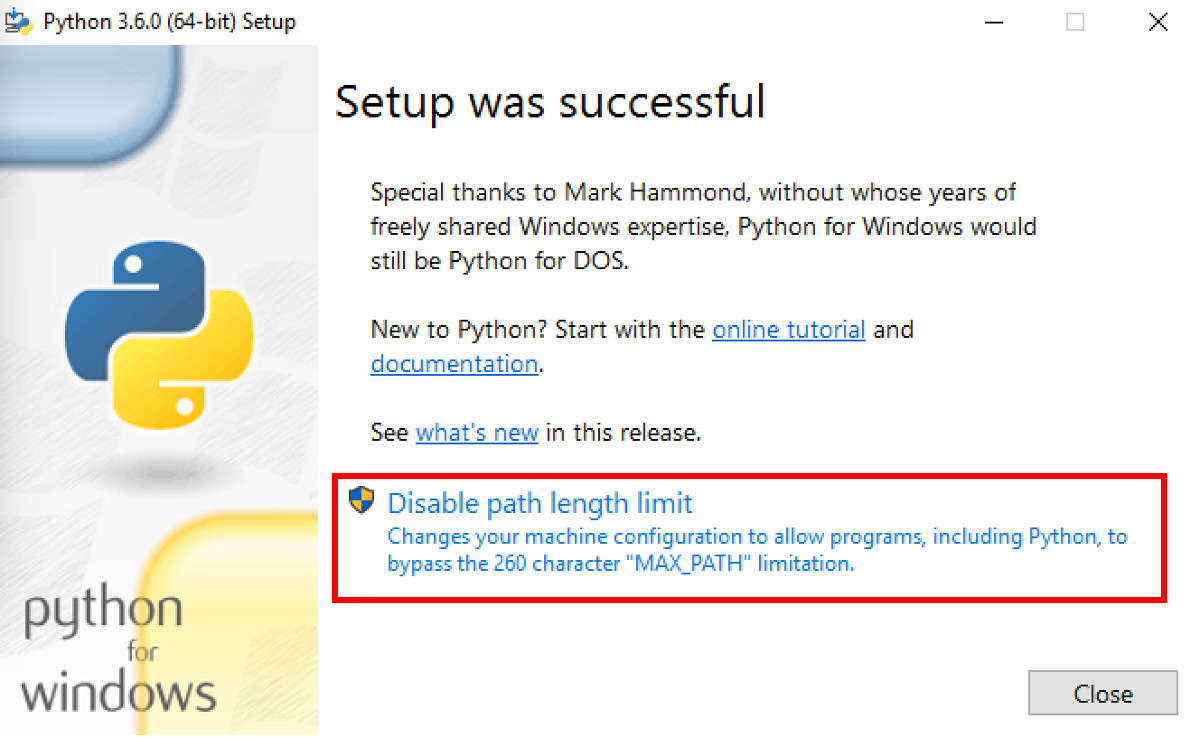 Python 3.6.0 (64-bit) Setup
Setup was successful
Special thanks to Mark Hammond, without whose years of
freely shared Windows expertise, Python for Windows would
still be Python for DOS.
New to Python? Start with the online tutorial and
documentation.
See what's new in this release.
Disable path length limit
Changes your machine configuration to allow programs, including Python, to
bypass the 260 character "MAX_PATH" limitation.
python
for
windows
Close